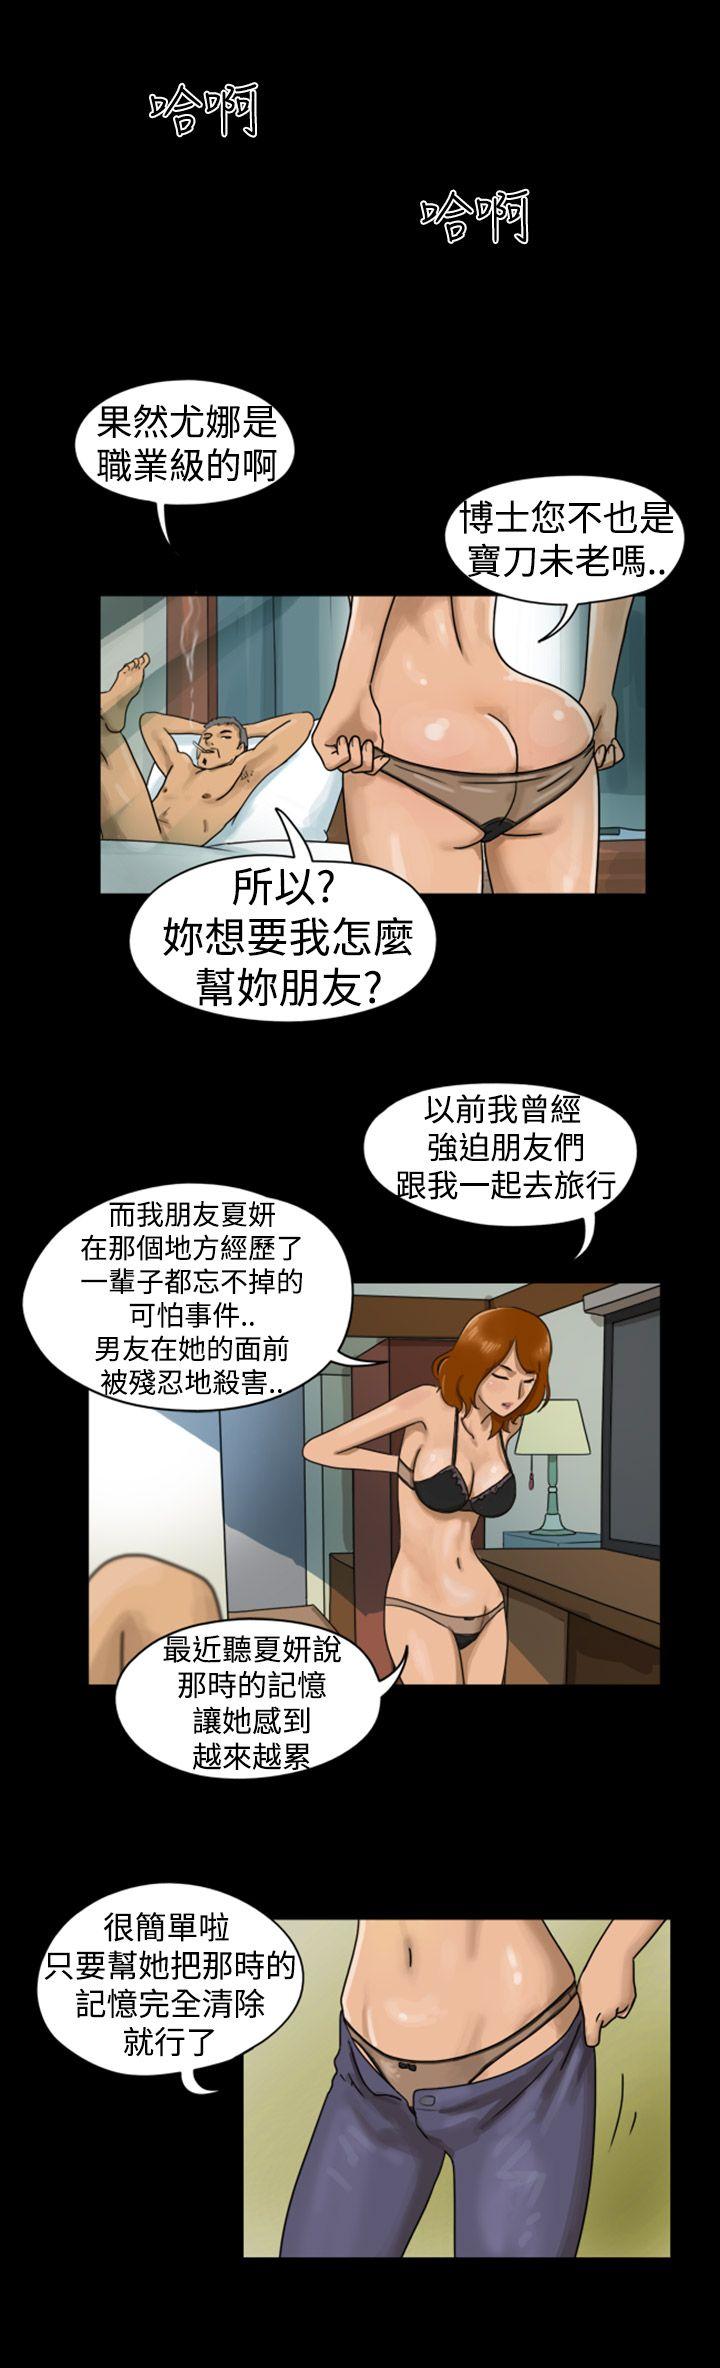 哈啊
哈啊
果然尤娜是
職業級的啊
博士您不也是
寶刀未老嗎..
所以?
妳想要我怎麼
幫妳朋友?
以前我曾經
強迫朋友們
跟我一起去旅行
而我朋友夏妍
在那個地方經歷了
一輩子都忘不掉的
可怕事件..
男友在她的面前
被殘忍地殺害..
最近聽夏妍說
那時的記憶
讓她感到
越來越累
很簡單啦
只要幫她把那時的
記憶完全清除
就行了